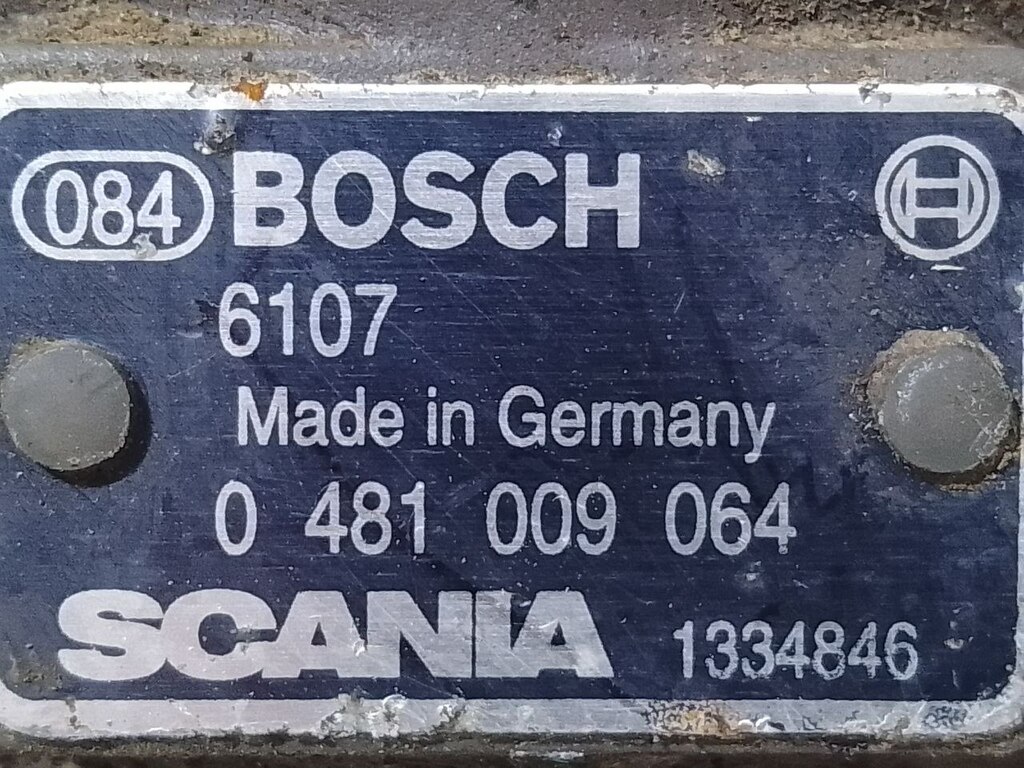 084 BOSCH
6107
Made in Germany
0 481 009 064
SCANIA 1334846